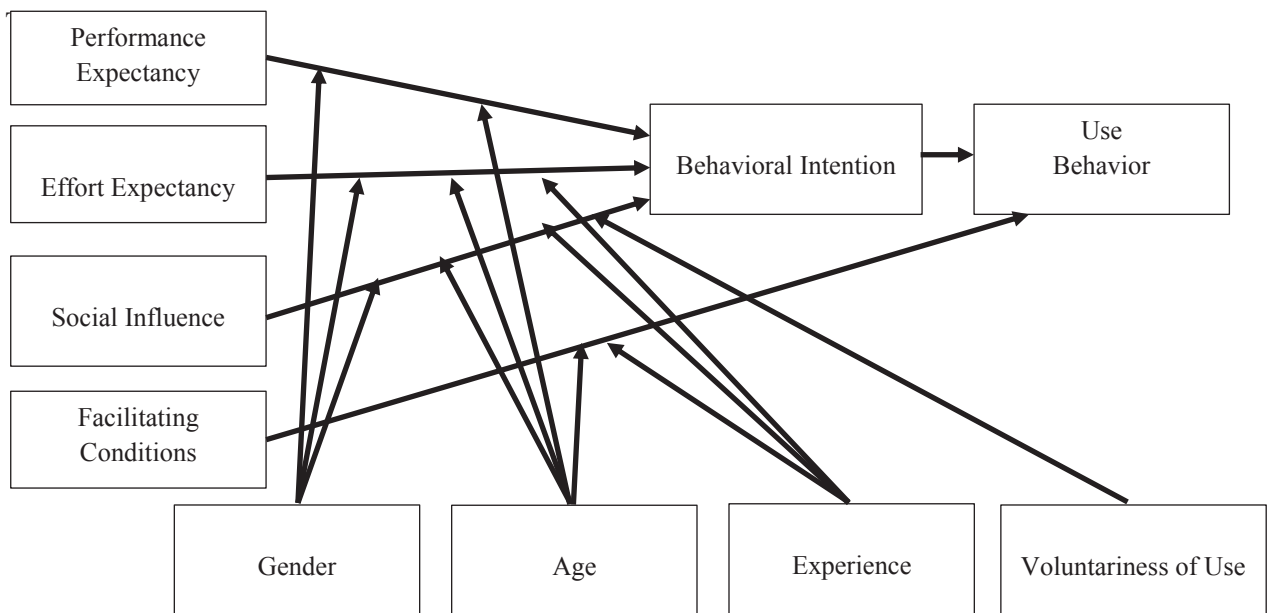 Performance
Expectancy
Effort Expectancy
Social Influence
Facilitating
Conditions
Behavioral Intention
Use
Behavior
Gender
Age
Experience
Voluntariness of Use